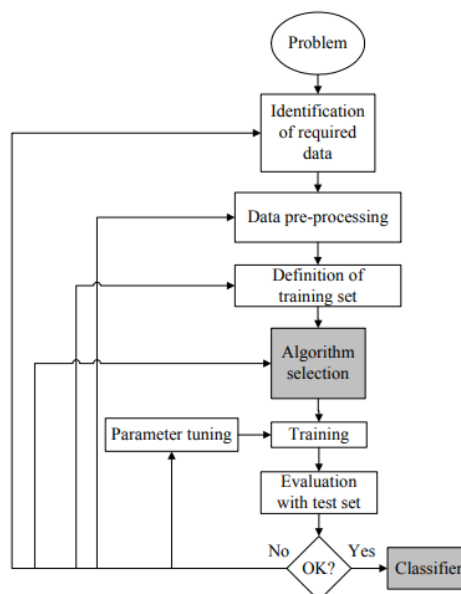 Problem
Identification
of required
data
Data pre-processing
Definition of
training set
Algorithm
selection
Parameter tuning
Training
Evaluation
with test set
No
OK?
Yes
Classifier